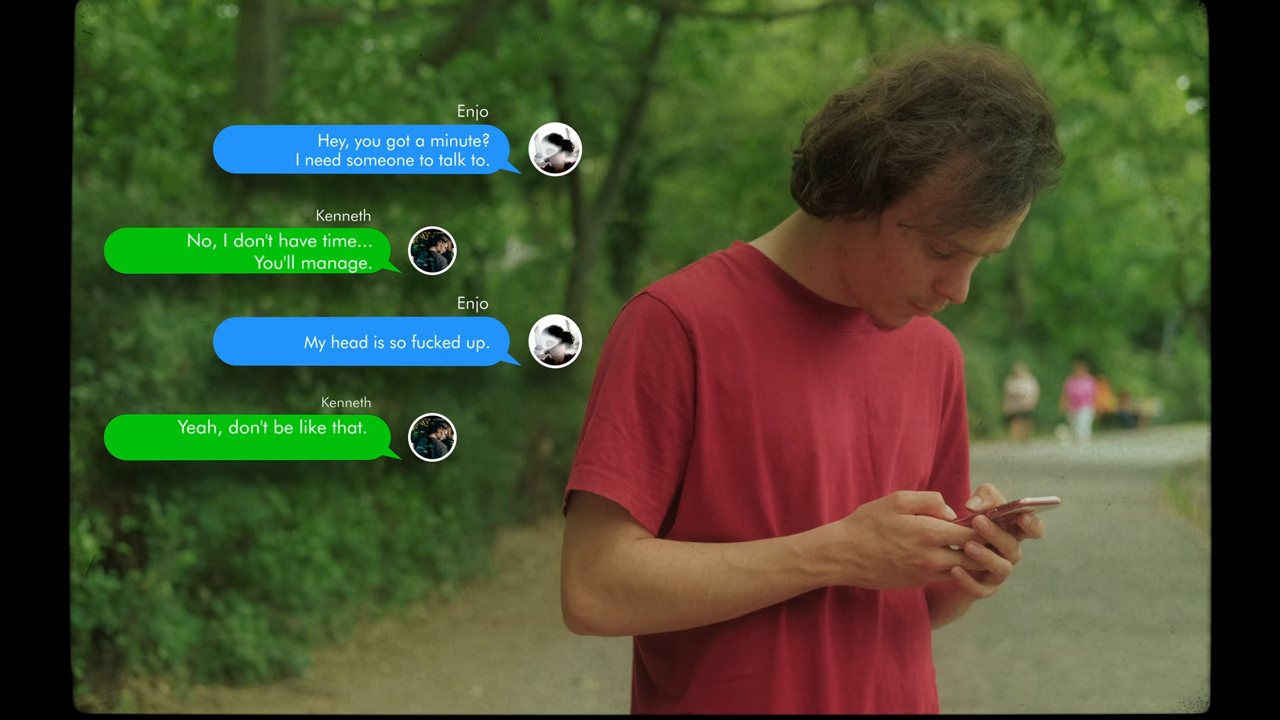 Enjo
Hey, you got a minute?
I need someone to talk to.
Kenneth
No, I don't have time...
You'll manage.
Enjo
My head is so fucked up.
Kenneth
Yeah, don't be like that.